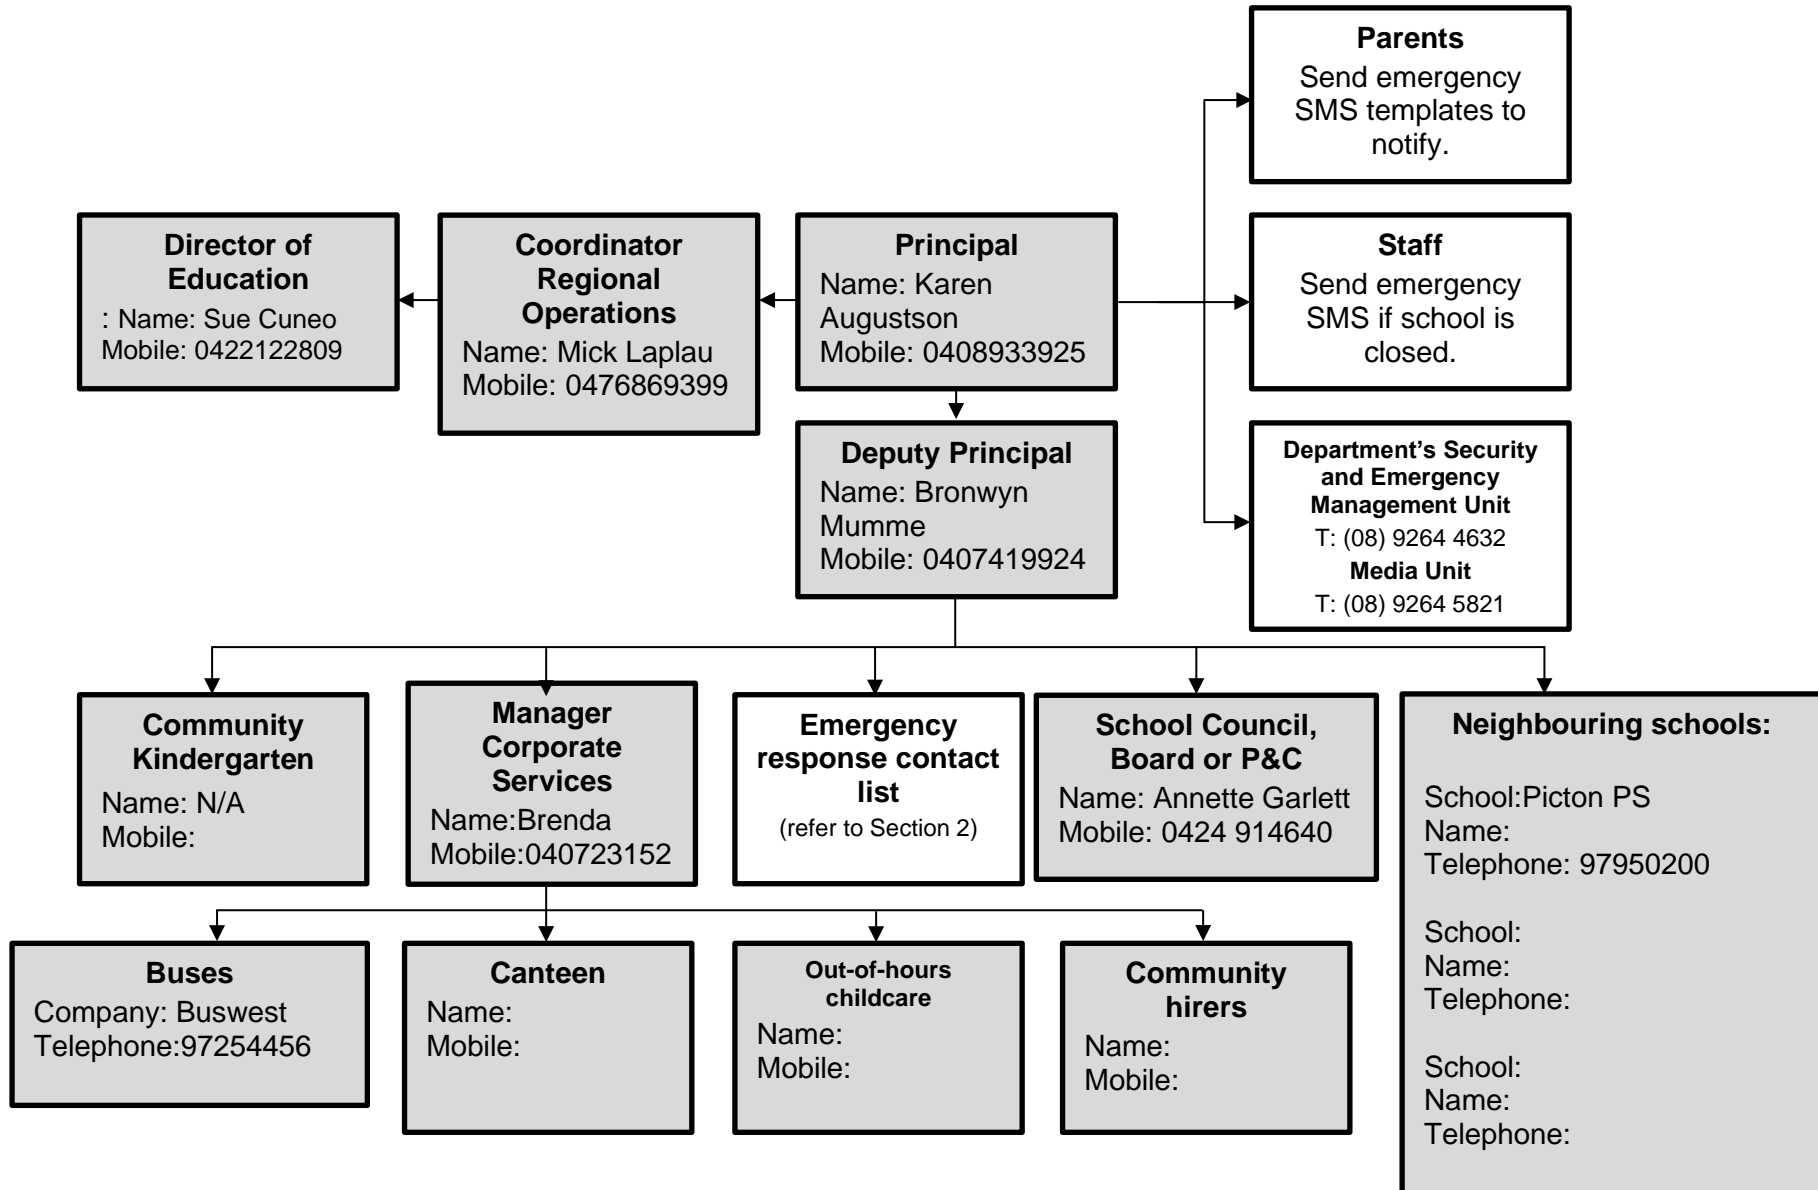 Parents
Send emergency
SMS templates to
notify.
Director of
Education
: Name: Sue Cuneo
Mobile: 0422122809
Coordinator
Regional
Operations
Name: Mick Laplau
Mobile: 0476869399
Principal
Name: Karen
Augustson
Mobile: 0408933925
Staff
Send emergency
SMS if school is
closed.
Deputy Principal
Name: Bronwyn
Mumme
Mobile: 0407419924
Department’s Security
and Emergency
Management Unit
T: (08) 9264 4632
Media Unit
T: (08) 9264 5821
Community
Kindergarten
Name: N/A
Mobile:
Manager
Corporate
Services
Name:Brenda
Mobile:040723152
Emergency
response contact
list
(refer to Section 2)
School Council,
Board or P&C
Name: Annette Garlett
Mobile: 0424 914640
Neighbouring schools:
School:Picton PS
Name:
Telephone: 97950200
School:
Name:
Telephone:
School:
Name:
Telephone:
Buses
Company: Buswest
Telephone:97254456
Canteen
Name:
Mobile:
Out-of-hours
childcare
Name:
Mobile:
Community
hirers
Name:
Mobile: